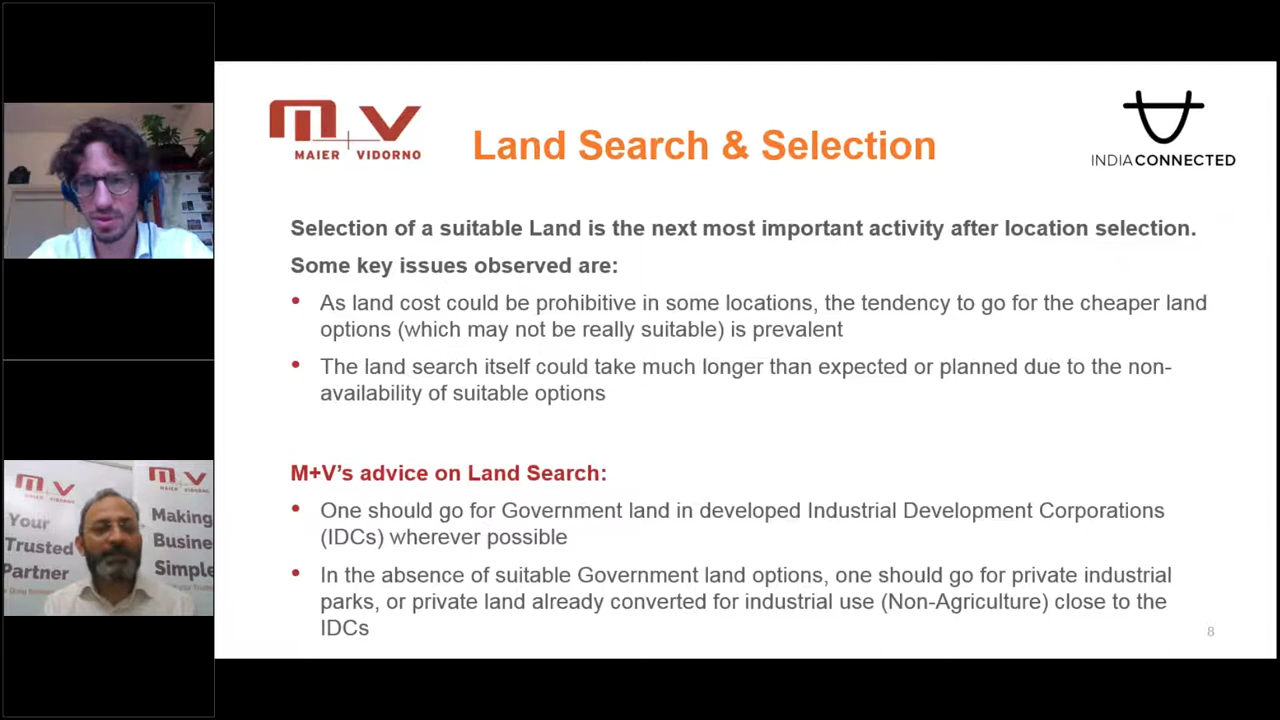 M+V
MAIER VIDORNO
Land Search & Selection
INDIACONNECTED
Selection of a suitable Land is the next most important activity after location selection.
Some key issues observed are:
• As land cost could be prohibitive in some locations, the tendency to go for the cheaper land
options (which may not be really suitable) is prevalent
• The land search itself could take much longer than expected or planned due to the non-
availability of suitable options
M+V’s advice on Land Search:
• One should go for Government land in developed Industrial Development Corporations
(IDCs) wherever possible
• In the absence of suitable Government land options, one should go for private industrial
parks, or private land already converted for industrial use (Non-Agriculture) close to the
IDCs
8
M+V
MAIER VIDORNO
Your
Trusted
Partner
M+V
MAIER VIDORNO
Making
Busine
Simple